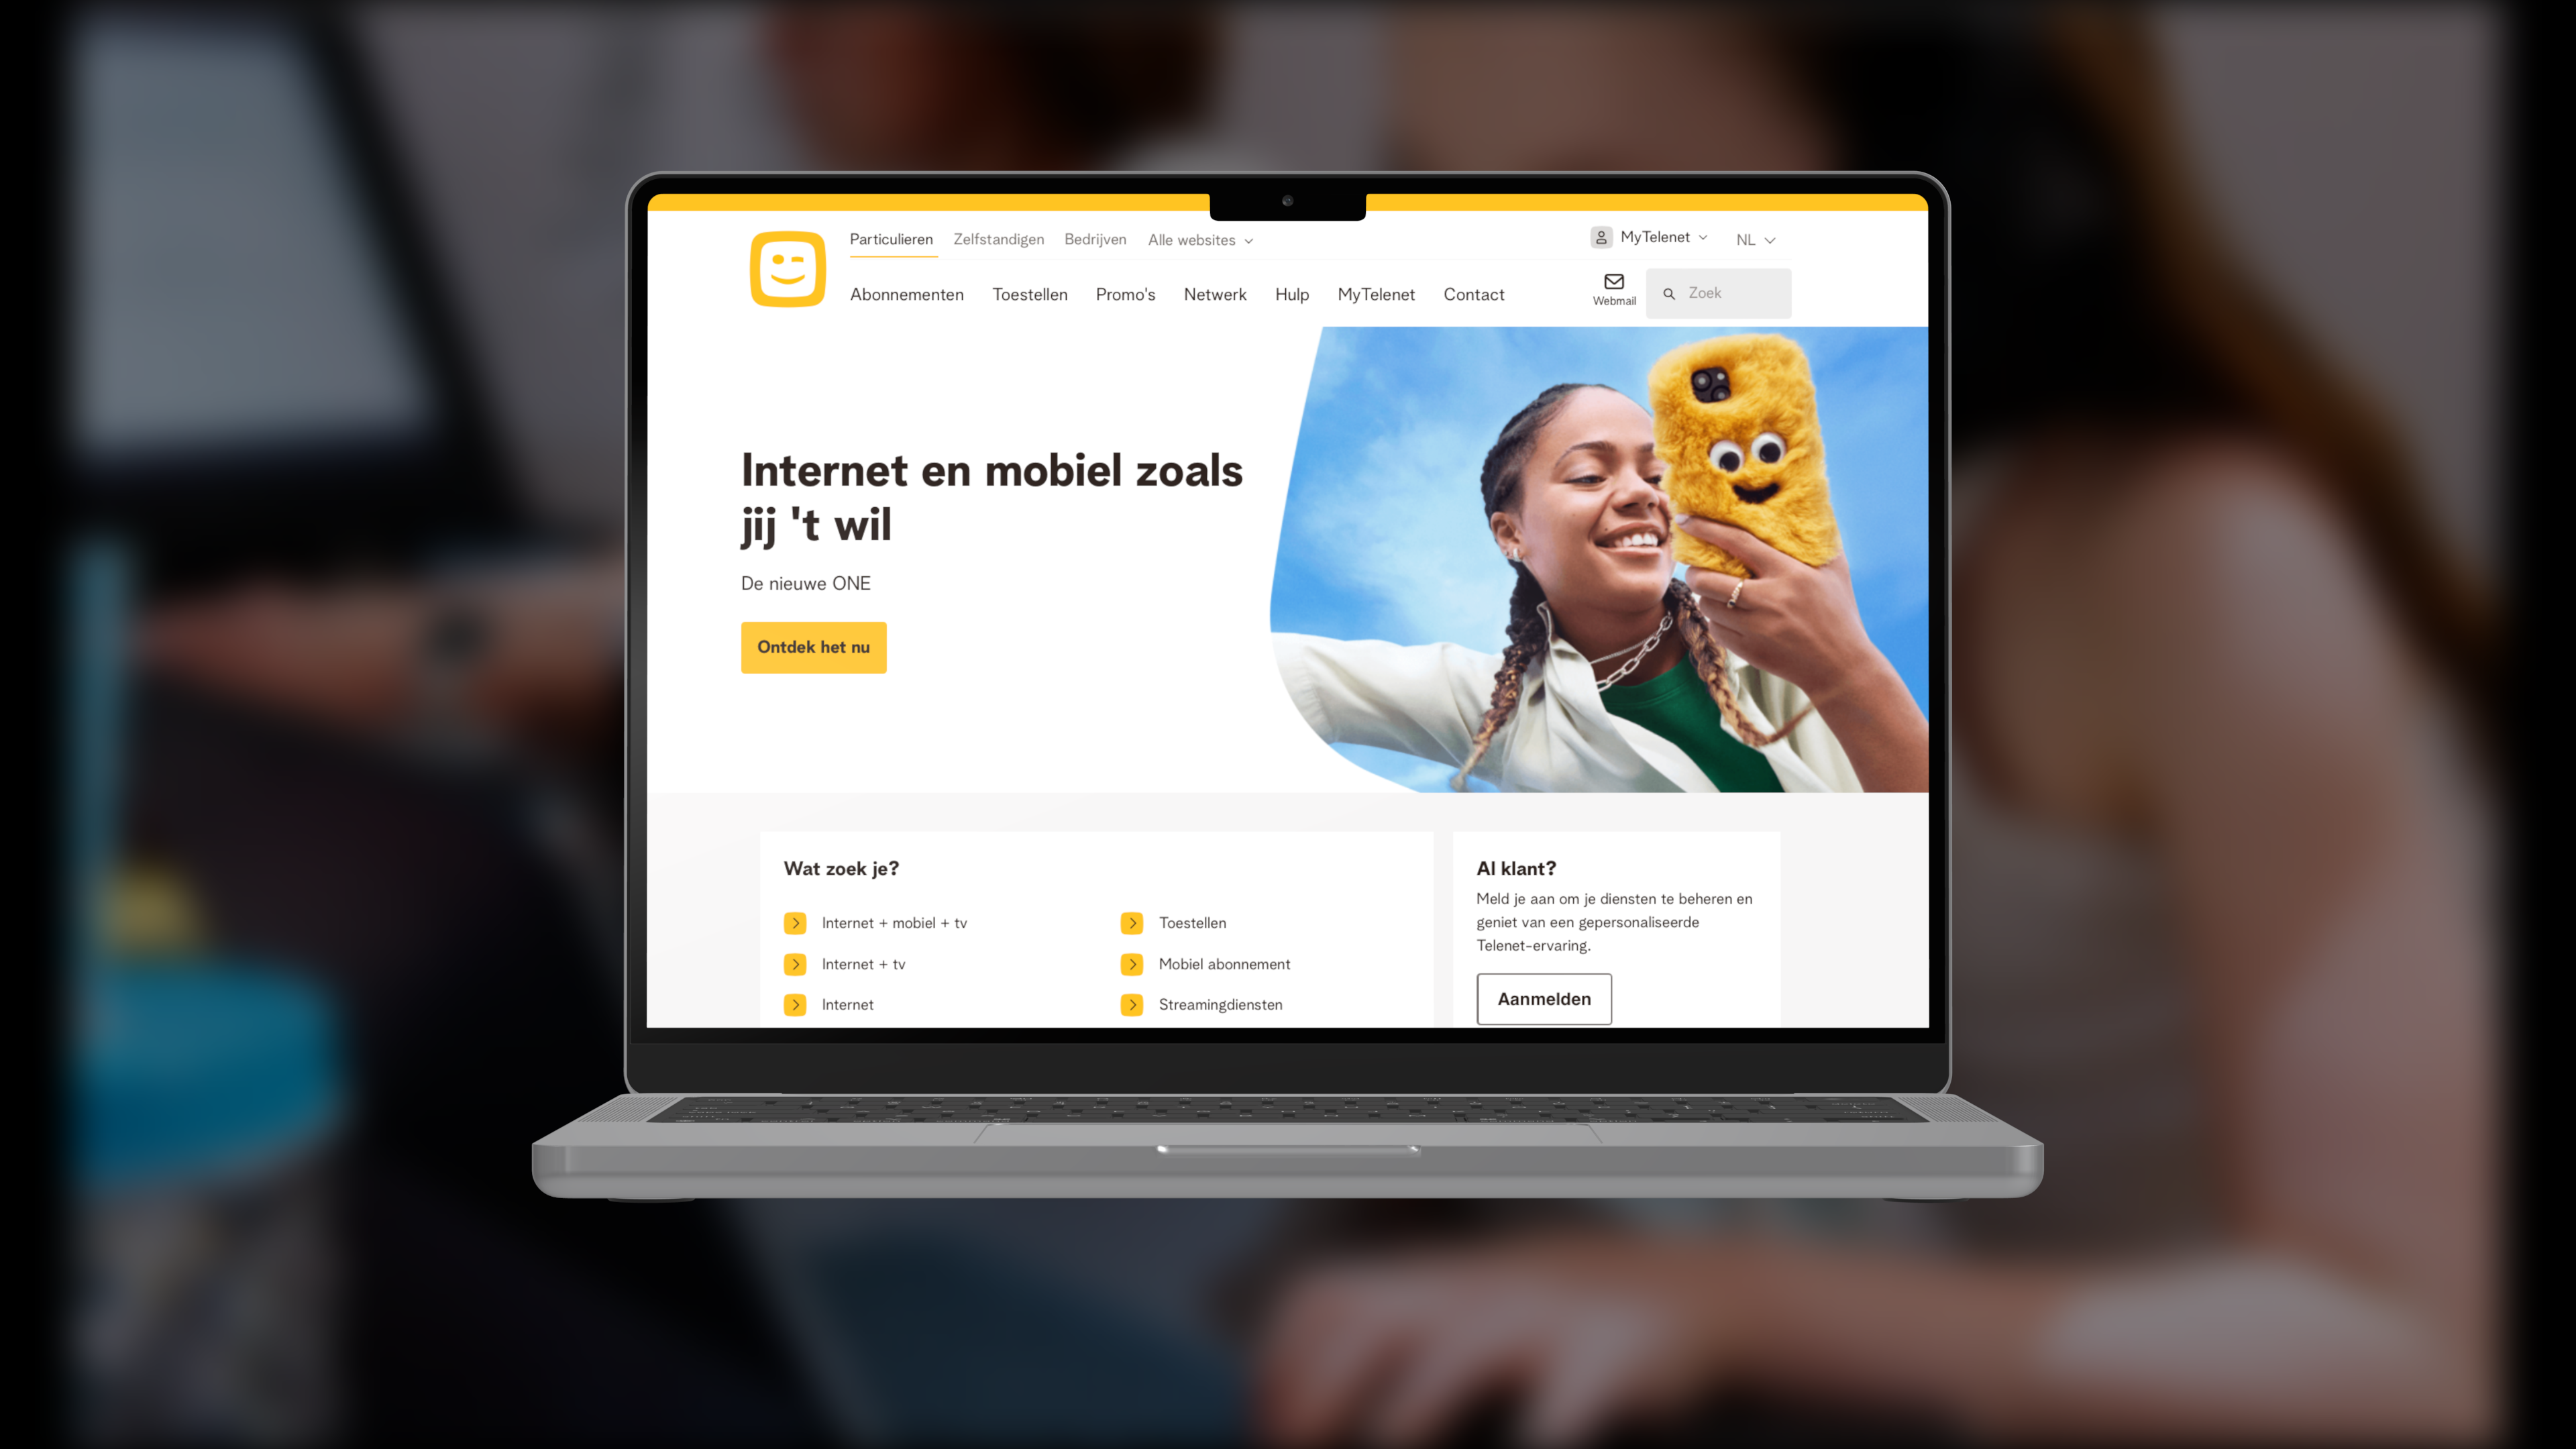 Particulieren Zelfstandigen Bedrijven Alle websites
MyTelenet NL
Abonnementen Toestellen Promo's Netwerk Hulp MyTelenet Contact
Webmail
Zoek
Internet en mobiel zoals
jij 't wil
De nieuwe ONE
Ontdek het nu
Wat zoek je?
Internet + mobiel + tv
Internet + tv
Internet
Toestellen
Mobiel abonnement
Streamingdiensten
Al klant?
Meld je aan om je diensten te beheren en
geniet van een gepersonaliseerde
Telenet-ervaring.
Aanmelden